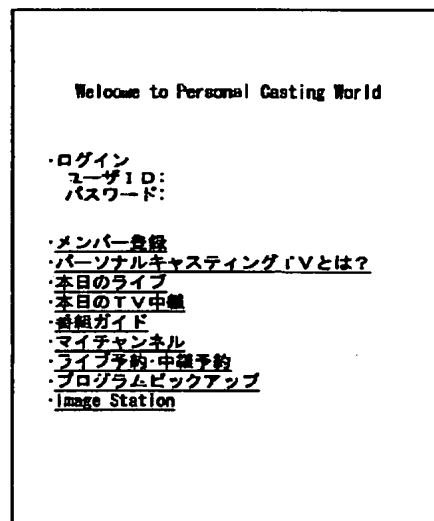 Welcome to Personal Casting World
・ログイン
ユーザID:
パスワード:
・メンバー登録
・パーソナルキャスティングTVとは?
・本日のライブ
・本日のTV中継
・番組ガイド
・マイチャンネル
・ライブ予約・中継予約
・プログラムピックアップ
・Image Station